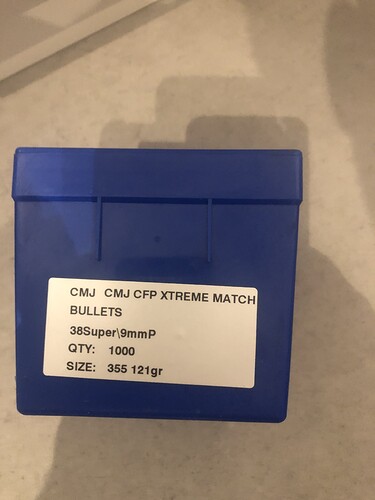 CMJ CMJ CFP XTREME MATCH
BULLETS
38Super\9mmP
QTY: 1000
SIZE: 355 121gr